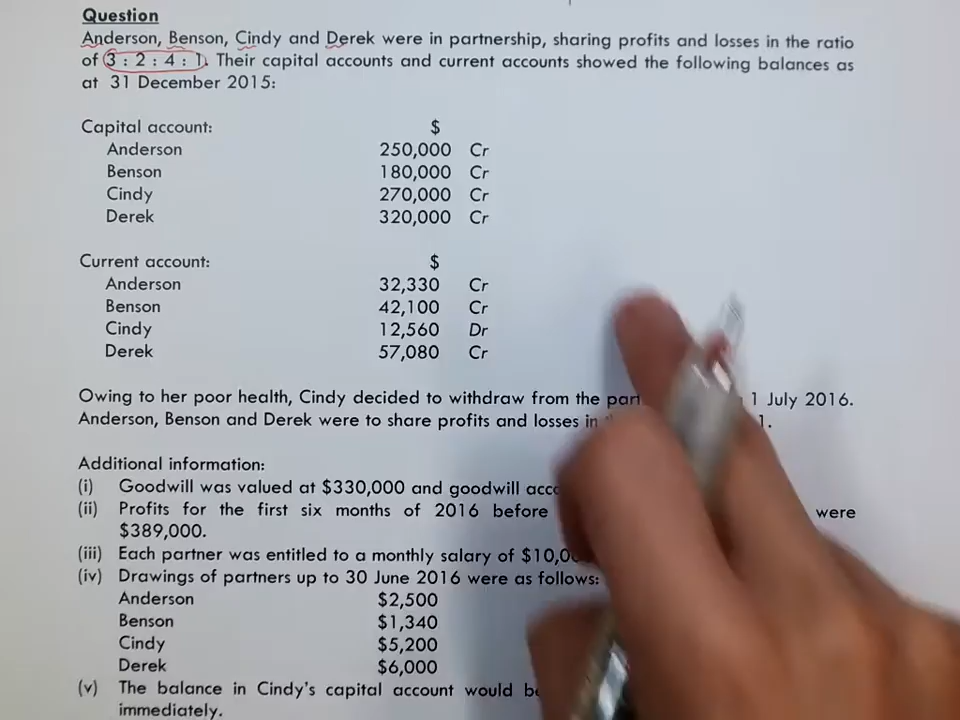 Question
Anderson, Benson, Cindy and Derek were in partnership, sharing profits and losses in the ratio
of 3 : 2 : 4 : 1. Their capital accounts and current accounts showed the following balances as
at 31 December 2015:
Capital account: $
Anderson 250,000 Cr
Benson 180,000 Cr
Cindy 270,000 Cr
Derek 320,000 Cr
Current account: $
Anderson 32,330 Cr
Benson 42,100 Cr
Cindy 12,560 Dr
Derek 57,080 Cr
Owing to her poor health, Cindy decided to withdraw from the 1 July 2016.
Anderson, Benson and Derek were to share profits and losses in 1.
Additional information:
(i) Goodwill was valued at $330,000 and goodwill
(ii) Profits for the first six months of 2016 before were
$389,000.
(iii) Each partner was entitled to a monthly salary of
(iv) Drawings of partners up to 30 June 2016 were as follows:
Anderson $2,500
Benson $1,340
Cindy $5,200
Derek $6,000
(v) The balance in Cindy's capital account would
immediately.